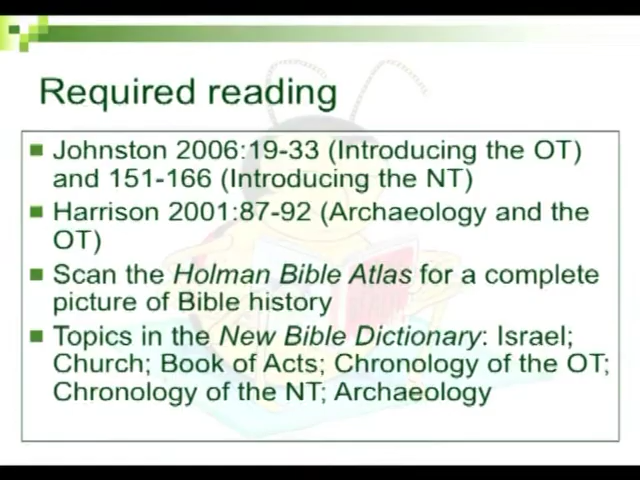 Required reading
Johnston 2006:19-33 (Introducing the OT)
and 151-166 (Introducing the NT)
Harrison 2001:87-92 (Archaeology and the
OT)
Scan the Holman Bible Atlas for a complete
picture of Bible history
Topics in the New Bible Dictionary: Israel;
Church; Book of Acts; Chronology of the OT;
Chronology of the NT; Archaeology